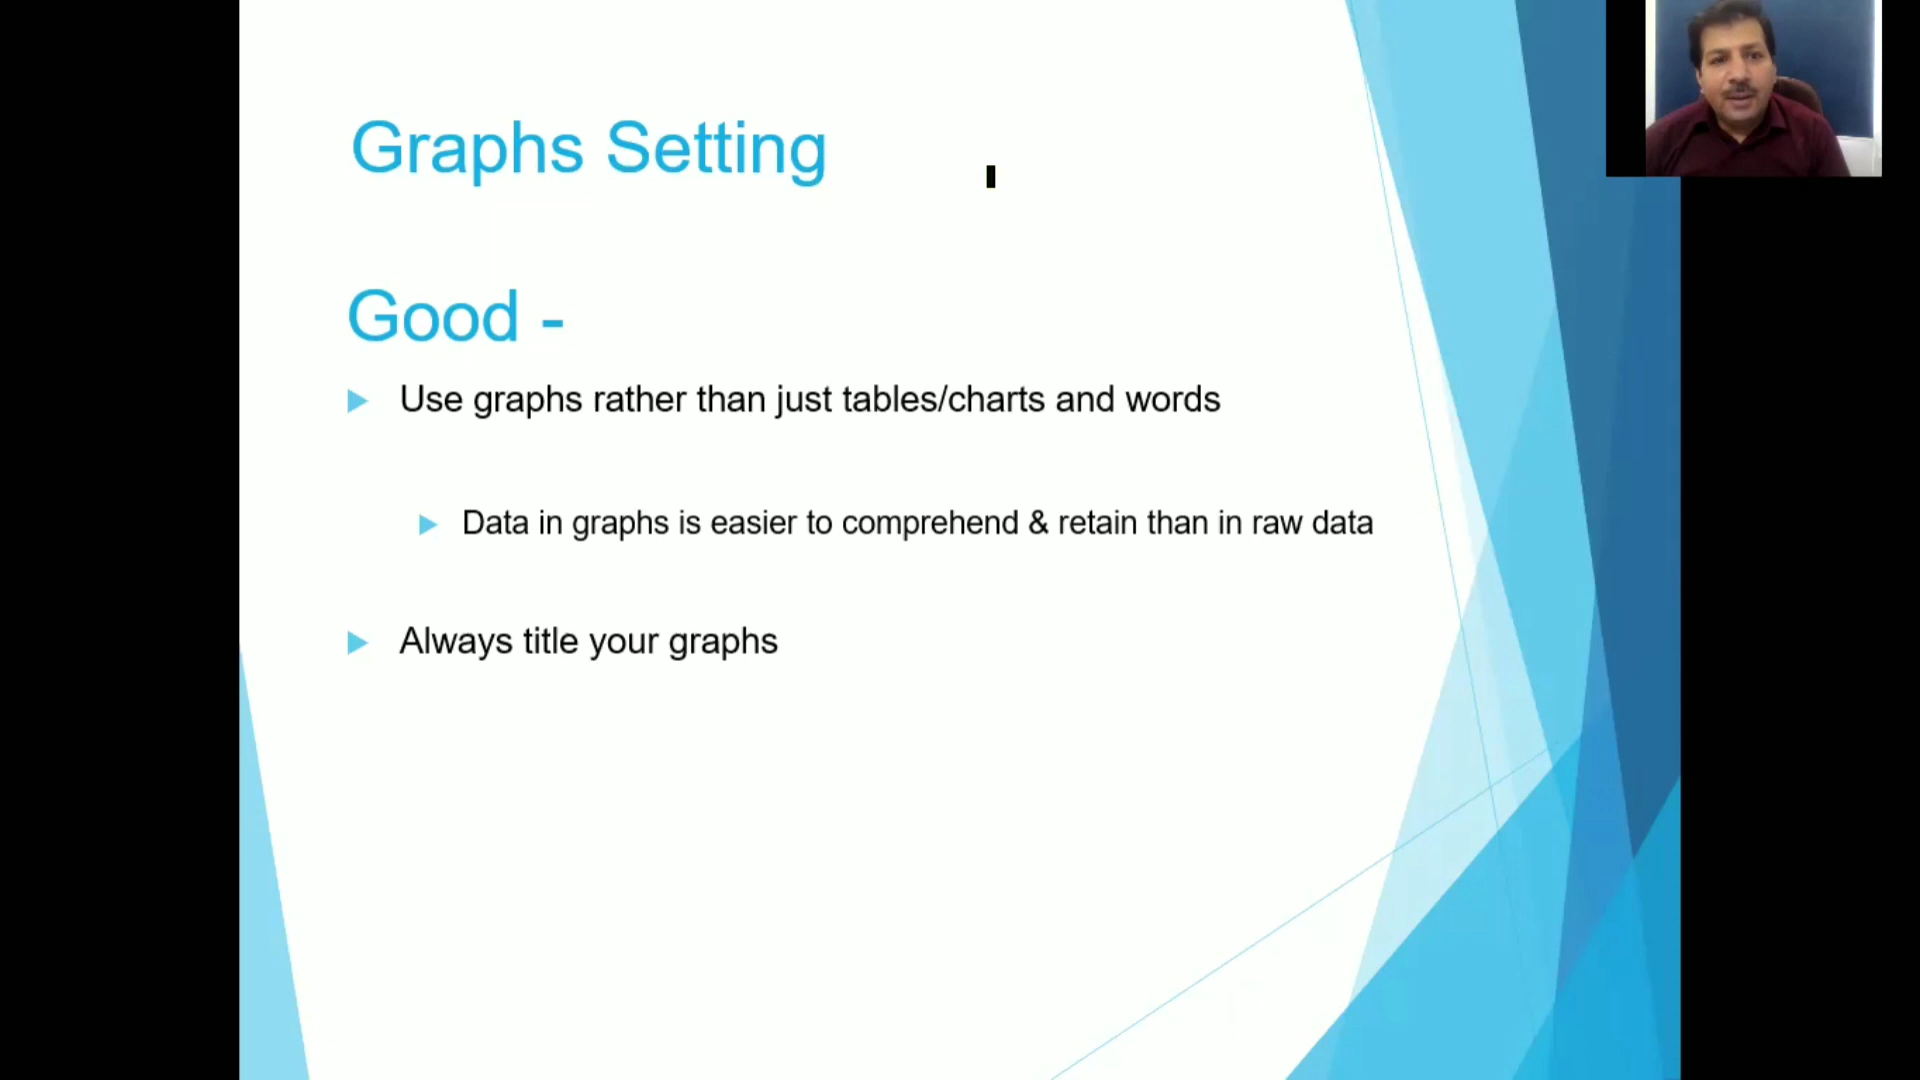 Graphs Setting
Good -
Use graphs rather than just tables/charts and words
Data in graphs is easier to comprehend & retain than in raw data
Always title your graphs